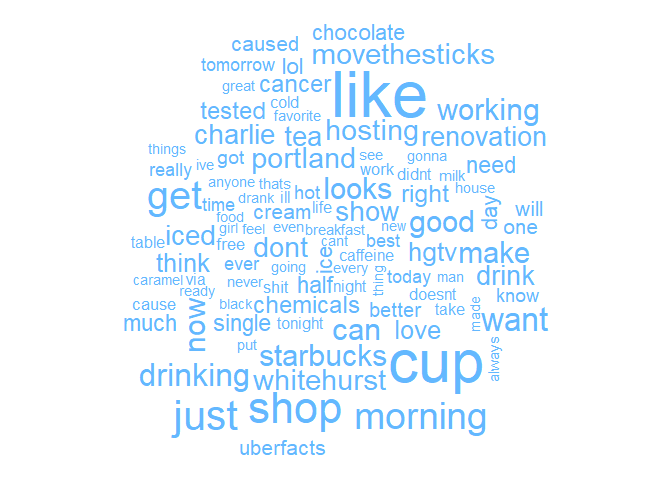 chocolate
caused movethesticks
tomorrow lol
great cancer like
cold working
tested favorite
charlie tea hosting renovation
things got portland see gonna
really ive work didnt milk need
anyone thats looks right house
get drank ill hot
time cream life show good day will
food
girl feel even breakfast new one
iced dont cant best
table free ice caffeine hgtv make
think ever going every thing today man drink
caramel via never shit half night doesnt know
ready
cause black chemicals better take made want
much now single tonight can love
put starbucks cup always
drinking whitehurst
just shop morning
uberfacts